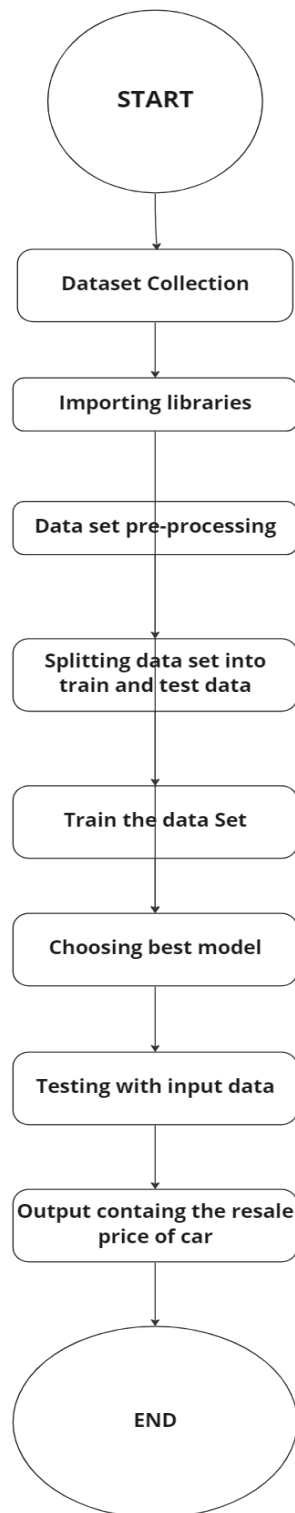 START
Dataset Collection
Importing libraries
Data set pre-processing
Splitting data set into
train and test data
Train the data Set
Choosing best model
Testing with input data
Output containg the resale
price of car
END